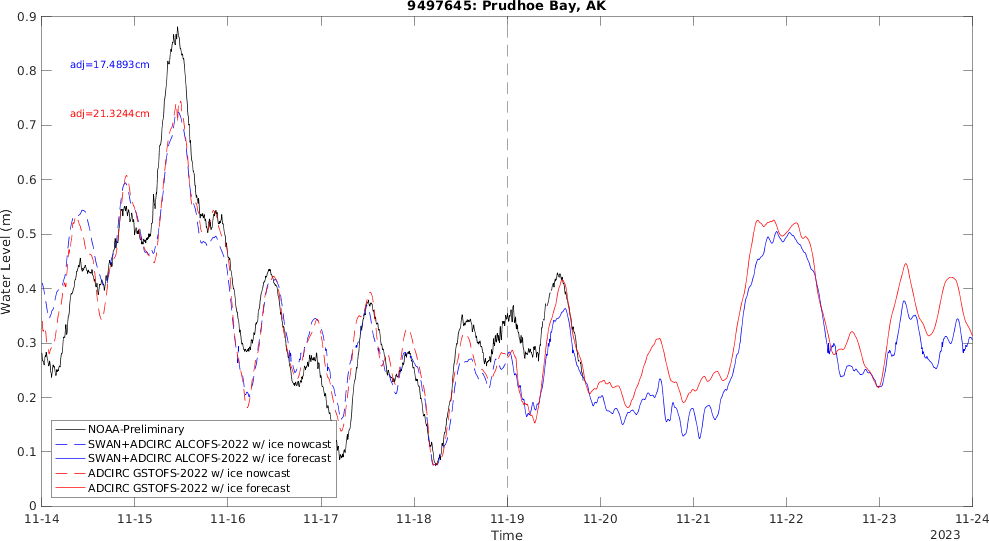 9497645: Prudhoe Bay, AK
0.9
0.8
0.7
0.6
0.5
0.4
0.3
0.2
0.1
0
Water Level (m)
adj=17.4893cm
adj=21.3244cm
NOAA-Preliminary
SWAN+ADCIRC ALCOFS-2022 w/ ice nowcast
SWAN+ADCIRC ALCOFS-2022 w/ ice forecast
ADCIRC GSTOFS-2022 w/ ice nowcast
ADCIRC GSTOFS-2022 w/ ice forecast
11-14 11-15 11-16 11-17 11-18 11-19 11-20 11-21 11-22 11-23 11-24
Time
2023